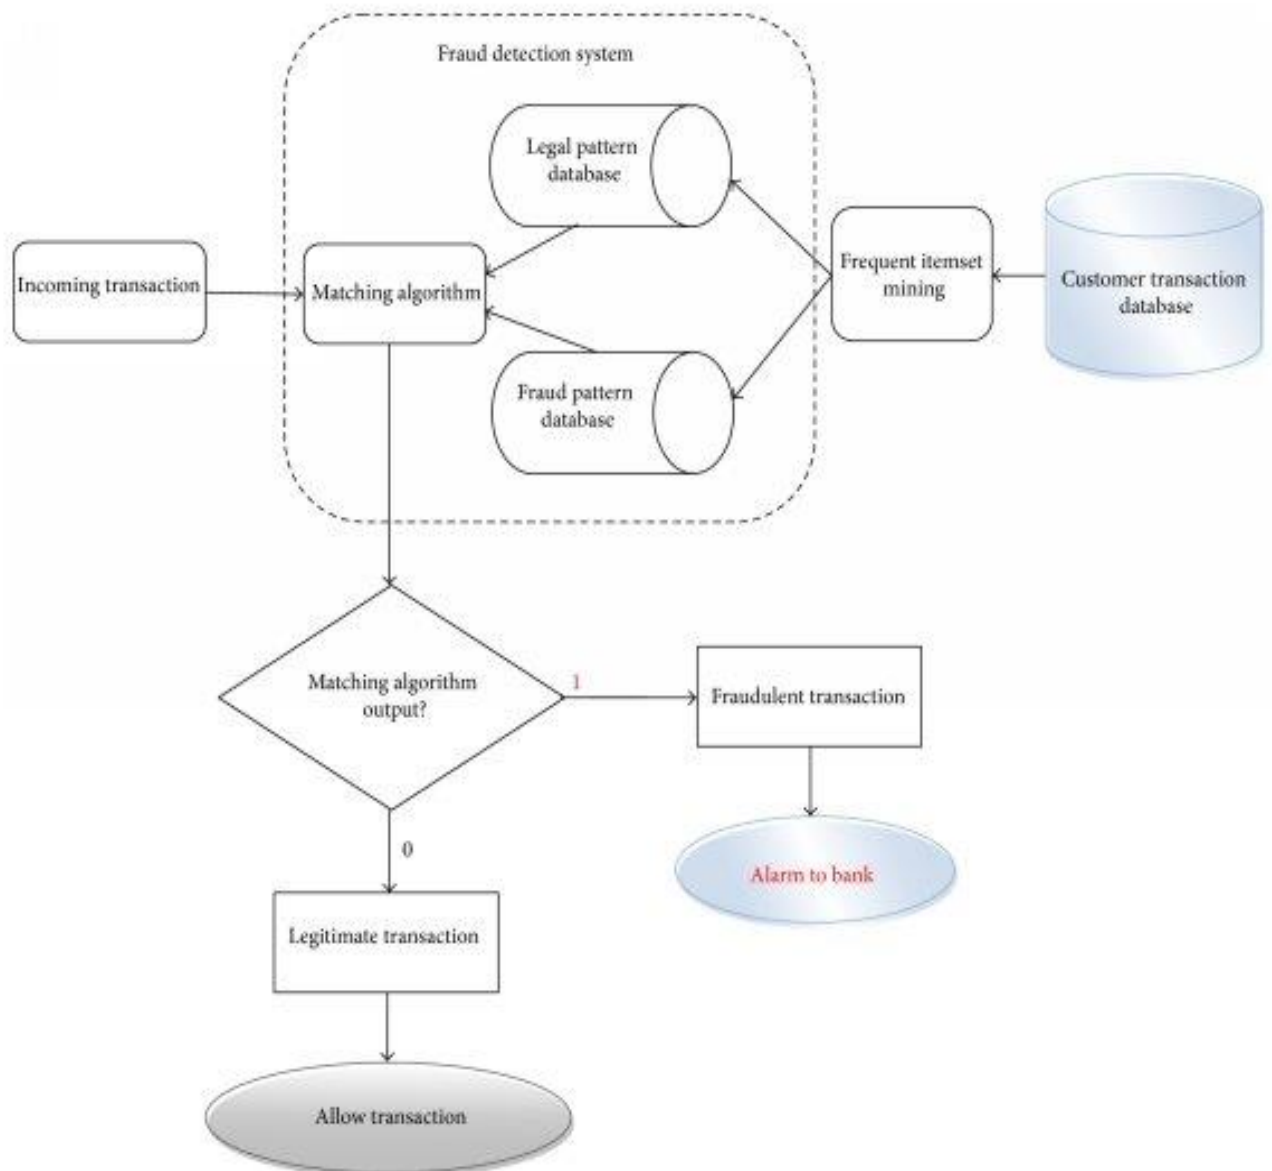 Fraud detection system
Legal pattern
database
Incoming transaction
Matching algorithm
Frequent itemset
mining
Customer transaction
database
Fraud pattern
database
Matching algorithm
output?
1
Fraudulent transaction
0
Alarm to bank
Legitimate transaction
Allow transaction